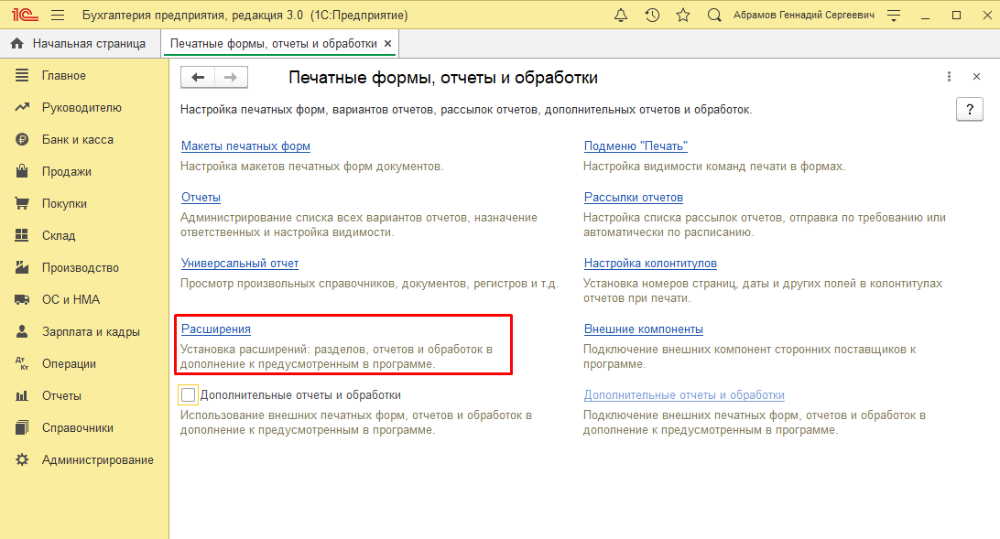 1С Бухгалтерия предприятия, редакция 3.0 (1С:Предприятие) Абрамов Геннадий Сергеевич
Начальная страница
Печатные формы, отчеты и обработки
Главное
Руководителю
Банк и касса
Продажи
Покупки
Склад
Производство
ОС и НМА
Зарплата и кадры
Дт
Кт
Операции
Отчеты
Справочники
Администрирование
Печатные формы, отчеты и обработки
Настройка печатных форм, вариантов отчетов, рассылок отчетов, дополнительных отчетов и обработок.
?
Макеты печатных форм
Настройка макетов печатных форм документов.
Отчеты
Администрирование списка всех вариантов отчетов, назначение
ответственных и настройка видимости.
Универсальный отчет
Просмотр произвольных справочников, документов, регистров и т.д.
Расширения
Установка расширений: разделов, отчетов и обработок в
дополнение к предусмотренным в программе.
Дополнительные отчеты и обработки
Использование внешних печатных форм, отчетов и обработок в
дополнение к предусмотренным в программе.
Подменю "Печать"
Настройка видимости команд печати в формах.
Рассылки отчетов
Настройка списка рассылок отчетов, отправка по требованию или
автоматически по расписанию.
Настройка колонтитулов
Установка номеров страниц, даты и других полей в колонтитулах
отчетов при печати.
Внешние компоненты
Подключение внешних компонент сторонних поставщиков к
программе.
Дополнительные отчеты и обработки
Подключение внешних печатных форм, отчетов и обработок в
дополнение к предусмотренным в программе.